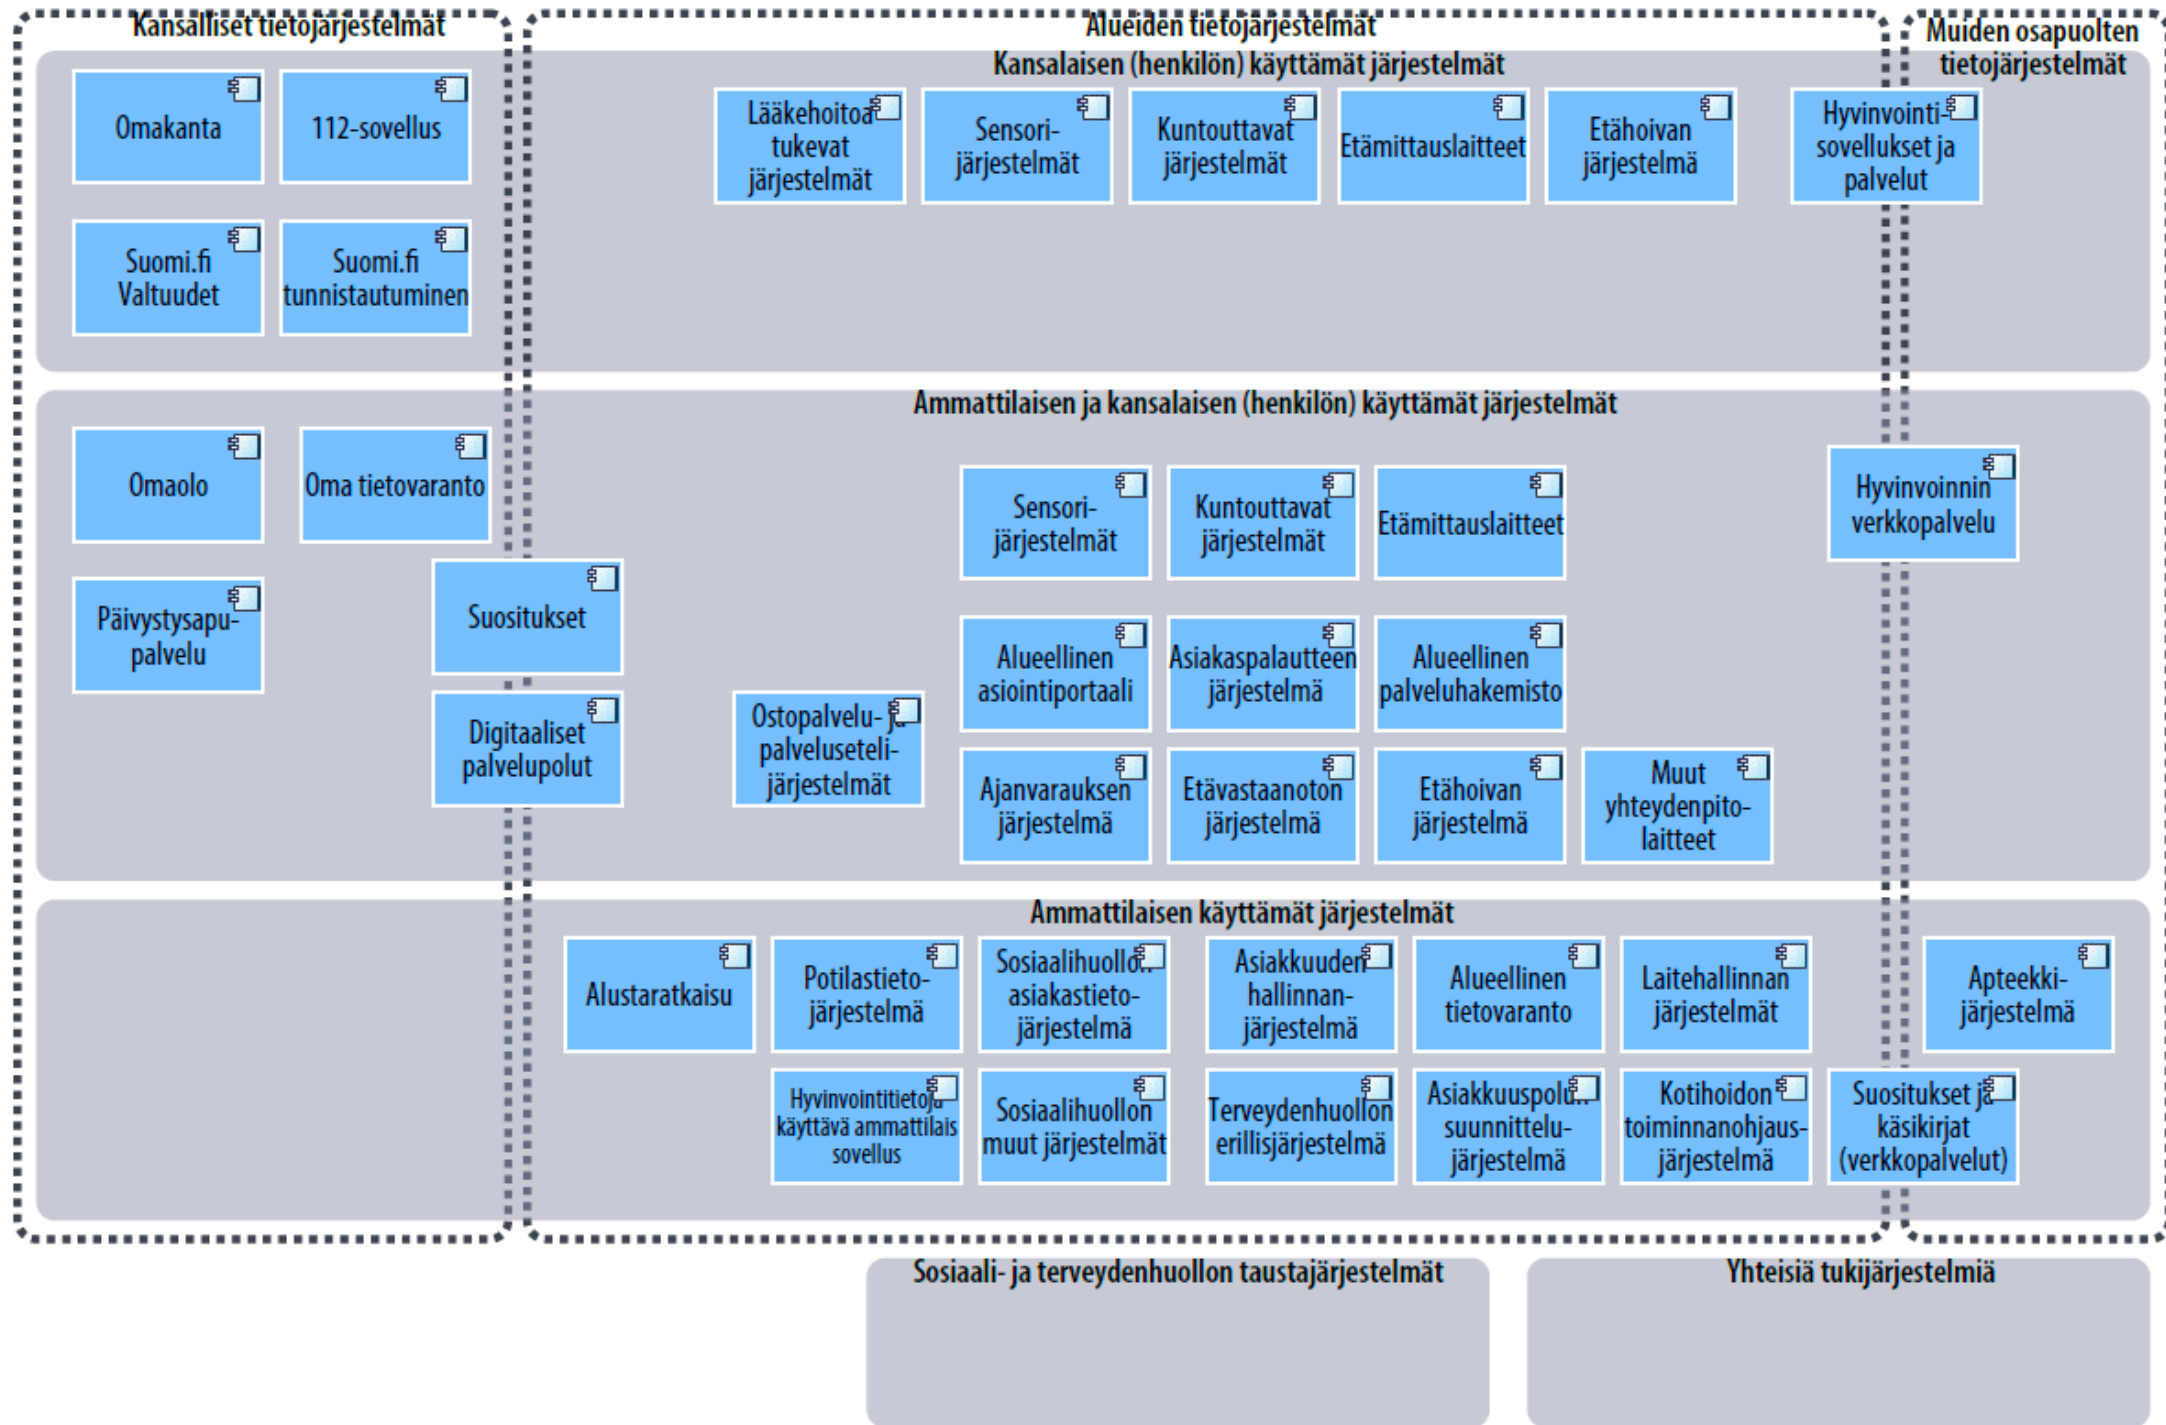 Kansalliset tietojärjestelmät
Alueiden tietojärjestelmät
Muiden osapuolten
tietojärjestelmät
Kansalaisen (henkilön) käyttämät järjestelmät
Omakanta
112-sovellus
Suomi.fi
Valtuudet
Suomi.fi
tunnistautuminen
Lääkehoitoa
tukevat
järjestelmät
Sensori-
järjestelmät
Kuntouttavat
järjestelmät
Etämittauslaitteet
Etähoivan
järjestelmä
Hyvinvointi-
sovellukset ja
palvelut
Ammattilaisen ja kansalaisen (henkilön) käyttämät järjestelmät
Omaolo
Oma tietovaranto
Päivystysapu-
palvelu
Suositukset
Digitaaliset
palvelupolut
Sensori-
järjestelmät
Kuntouttavat
järjestelmät
Etämittauslaitteet
Hyvinvoinnin
verkkopalvelu
Alueellinen
asiointiportaali
Asiakaspalautteen
järjestelmä
Alueellinen
palveluhakemisto
Ostopalvelu- ja
palveluseteli-
järjestelmät
Ajanvarauksen
järjestelmä
Etävastaanoton
järjestelmä
Etähoivan
järjestelmä
Muut
yhteydenpito-
laitteet
Ammattilaisen käyttämät järjestelmät
Alustaratkaisu
Potilastieto-
järjestelmä
Sosiaalihuollon
asiakastieto-
järjestelmä
Asiakkuuden
hallinnan-
järjestelmä
Alueellinen
tietovaranto
Laitehallinnan
järjestelmät
Apteekki-
järjestelmä
Hyvinvointitietoja
käyttävä ammattilais
sovellus
Sosiaalihuollon
muut järjestelmät
Terveydenhuollon
erillisjärjestelmä
Asiakkuuspolun
suunnittelu-
järjestelmä
Kotihoidon
toiminnanohjaus-
järjestelmä
Suositukset ja
käsikirjat
(verkkopalvelut)
Sosiaali- ja terveydenhuollon taustajärjestelmät
Yhteisiä tukijärjestelmiä